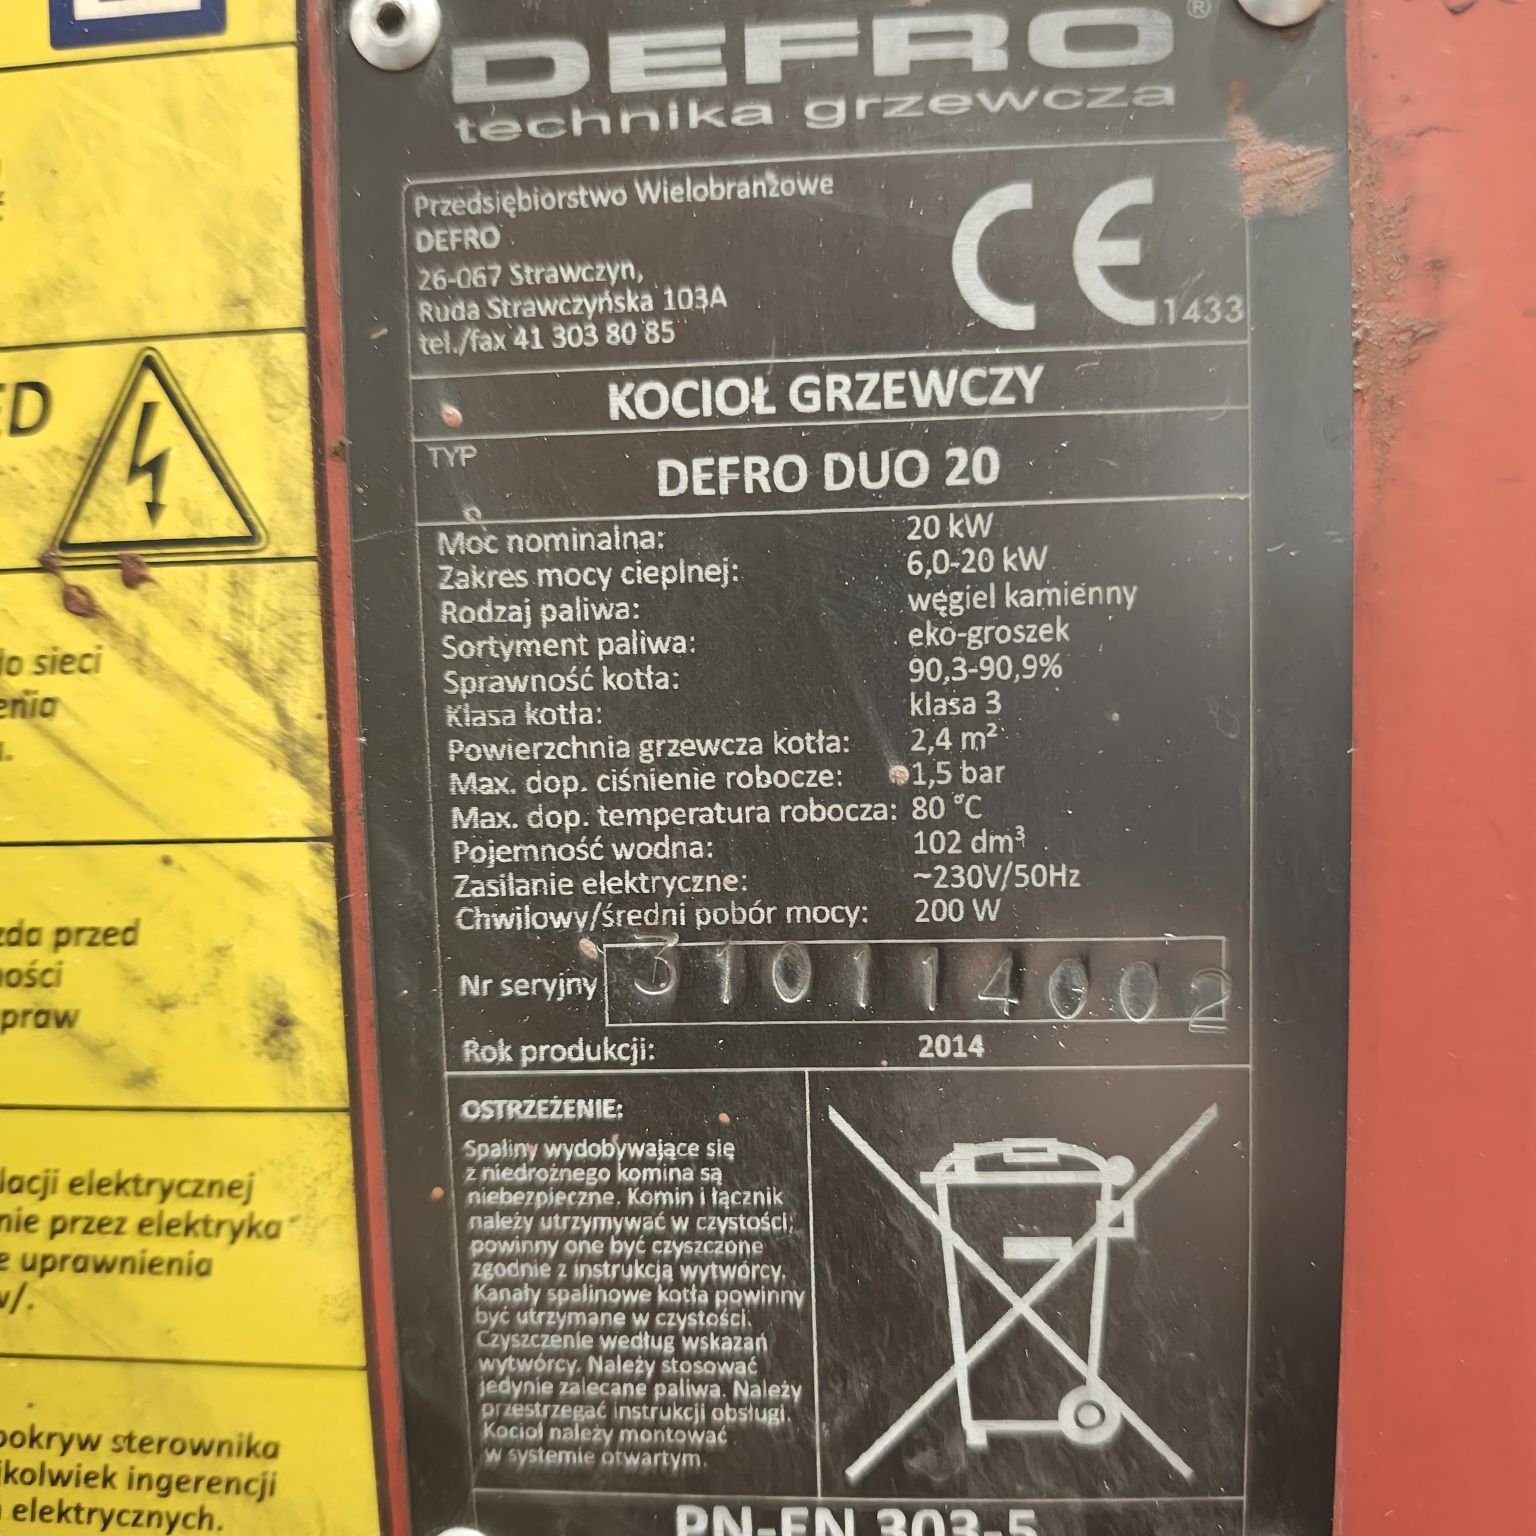 DEFRO®
technika grzewcza
Przedsiębiorstwo Wielobranżowe
DEFRO
26-067 Strawczyn,
Ruda Strawczyńska 103A
tel./fax 41 303 80 85
CE
1433
KOCIOŁ GRZEWCZY
TYP
DEFRO DUO 20
Moc nominalna: 20 kW
Zakres mocy cieplnej: 6,0-20 kW
Rodzaj paliwa: węgiel kamienny
Sortyment paliwa: eko-groszek
Sprawność kotła: 90,3-90,9%
Klasa kotła: klasa 3
Powierzchnia grzewcza kotła: 2,4 m²
Max. dop. ciśnienie robocze: 1,5 bar
Max. dop. temperatura robocza: 80 °C
Pojemność wodna: 102 dm³
Zasilanie elektryczne: ~230V/50Hz
Chwilowy/średni pobór mocy: 200 W
Nr seryjny 310114002
Rok produkcji: 2014
OSTRZEŻENIE:
Spaliny wydobywające się
z niedrożnego komina są
niebezpieczne. Komin i łącznik
należy utrzymywać w czystości;
powinny one być czyszczone
zgodnie z instrukcją wytwórcy.
Kanały spalinowe kotła powinny
być utrzymane w czystości.
Czyszczenie według wskazań
wytwórcy. Należy stosować
jedynie zalecane paliwa. Należy
przestrzegać instrukcji obsługi.
Kocioł należy montować
w systemie otwartym.
PN-EN 303-5
ED
do sieci
enia
zda przed
ności
praw
lacji elektrycznej
nie przez elektryka
e uprawnienia
w/.
pokryw sterownika
kolwiek ingerencji
elektrycznych.